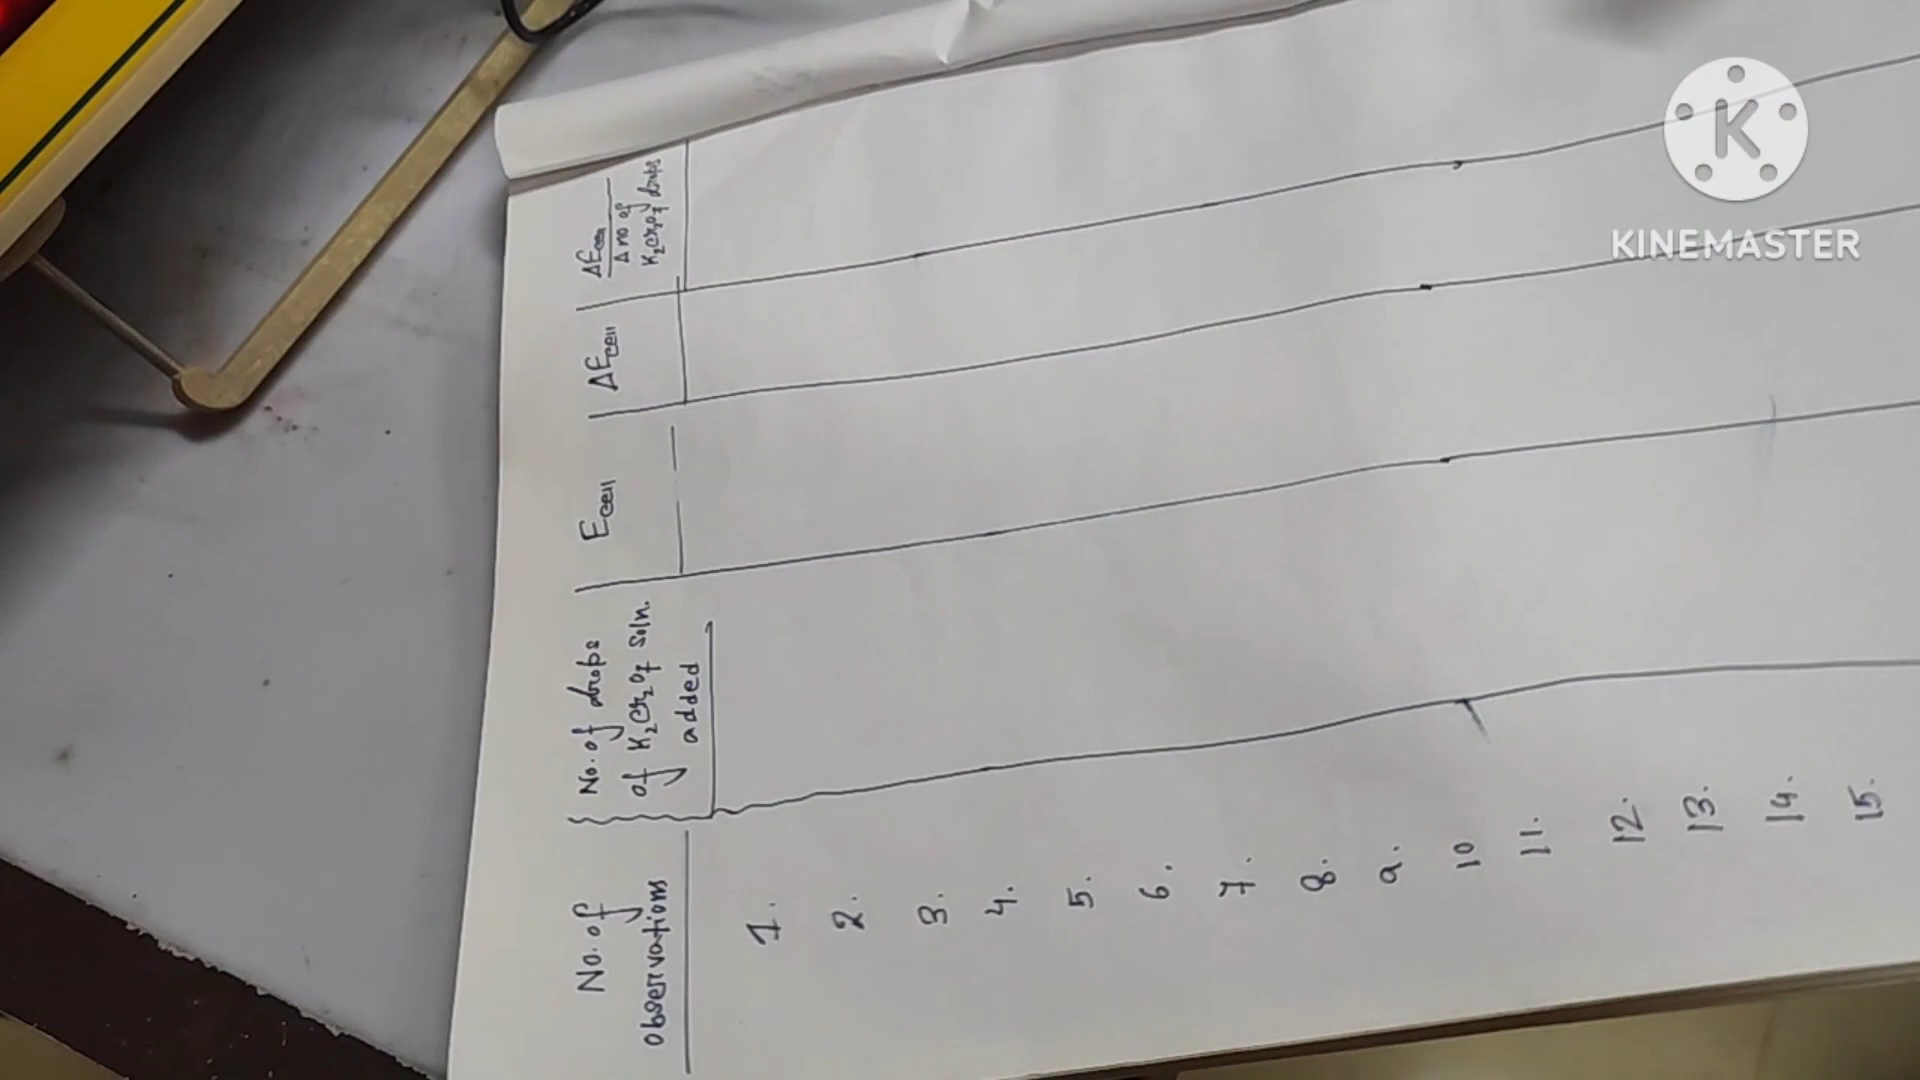 No. of
observations
No. of drops
of K₂Cr₂O₇ soln.
added
Ecell
ΔEcell
ΔEcell
Δ no of
K₂Cr₂O₇ drops
1.
2.
3.
4.
5.
6.
7.
8.
9.
10
11.
12.
13.
14.
15.
K
KINEMASTER